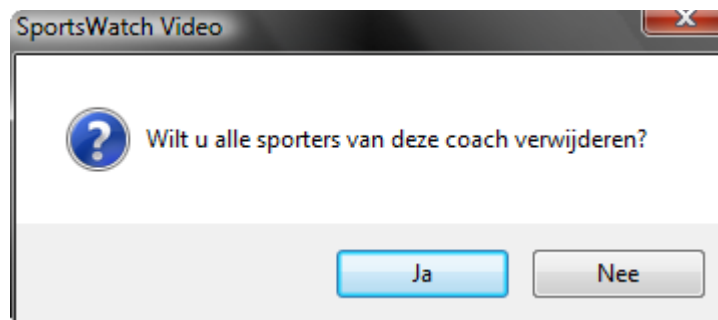 SportsWatch Video
Wilt u alle sporters van deze coach verwijderen?
Ja
Nee